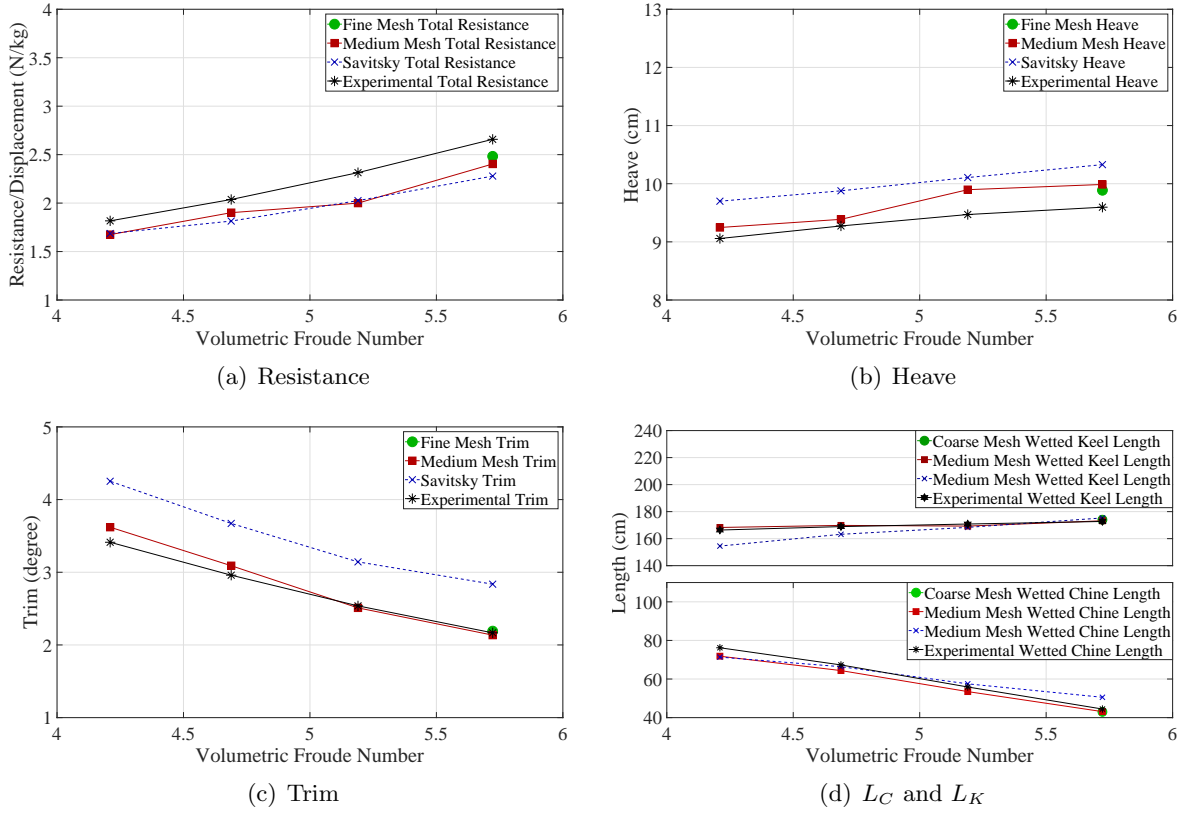 4
3.5
3
2.5
2
1.5
1
4
4.5
5
5.5
6
Resistance/Displacement (N/kg)
Volumetric Froude Number
Fine Mesh Total Resistance
Medium Mesh Total Resistance
Savitsky Total Resistance
Experimental Total Resistance
(a) Resistance
13
12
11
10
9
8
4
4.5
5
5.5
6
Heave (cm)
Volumetric Froude Number
Fine Mesh Heave
Medium Mesh Heave
Savitsky Heave
Experimental Heave
(b) Heave
5
4
3
2
1
4
4.5
5
5.5
6
Trim (degree)
Volumetric Froude Number
Fine Mesh Trim
Medium Mesh Trim
Savitsky Trim
Experimental Trim
(c) Trim
240
220
200
180
160
140
Coarse Mesh Wetted Keel Length
Medium Mesh Wetted Keel Length
Medium Mesh Wetted Keel Length
Experimental Wetted Keel Length
Length (cm)
100
80
60
40
Coarse Mesh Wetted Chine Length
Medium Mesh Wetted Chine Length
Medium Mesh Wetted Chine Length
Experimental Wetted Chine Length
4
4.5
5
5.5
6
Volumetric Froude Number
(d) L_C and L_K